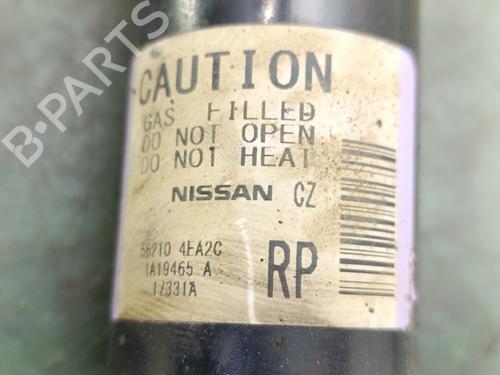 CAUTION
GAS FILLED
DO NOT OPEN
DO NOT HEAT
NISSAN CZ
56210 4EA2C
1A19465 A
17331A
RP
B-PARTS